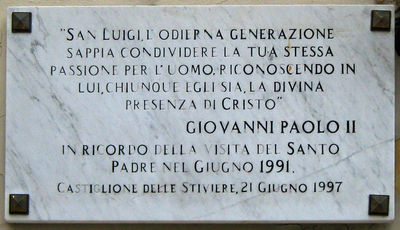 "SAN LUIGI, L'ODIERNA GENERAZIONE
SAPPIA CONDIVIDERE LA TUA STESSA
PASSIONE PER L'UOMO, RICONOSCENDO IN
LUI, CHIUNQUE EGLI SIA, LA DIVINA
PRESENZA DI CRISTO"
GIOVANNI PAOLO II
IN RICORDO DELLA VISITA DEL SANTO
PADRE NEL GIUGNO 1991.
CASTIGLIONE DELLE STIVIERE, 21 GIUGNO 1997